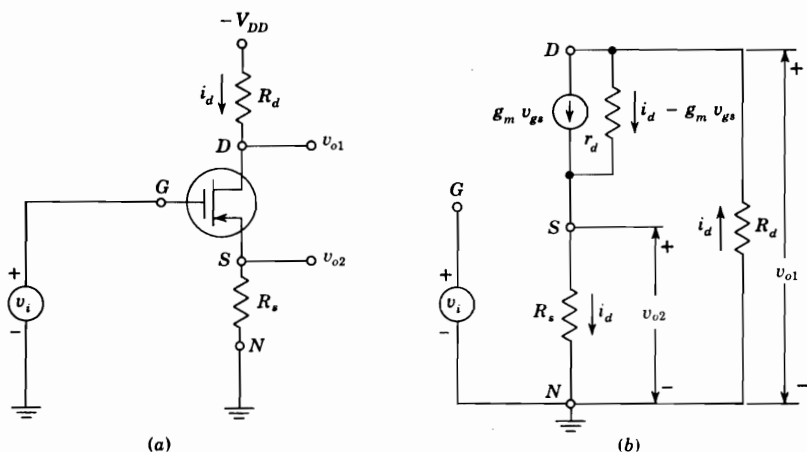 −V_DD
i_d
R_d
D
v_o1
G
S
v_o2
+
v_i
−
R_s
N
(a)
D
+
g_m v_gs
r_d
i_d − g_m v_gs
G
S
+
i_d
R_d
v_o1
+
v_i
−
R_s
i_d
v_o2
−
N
−
(b)